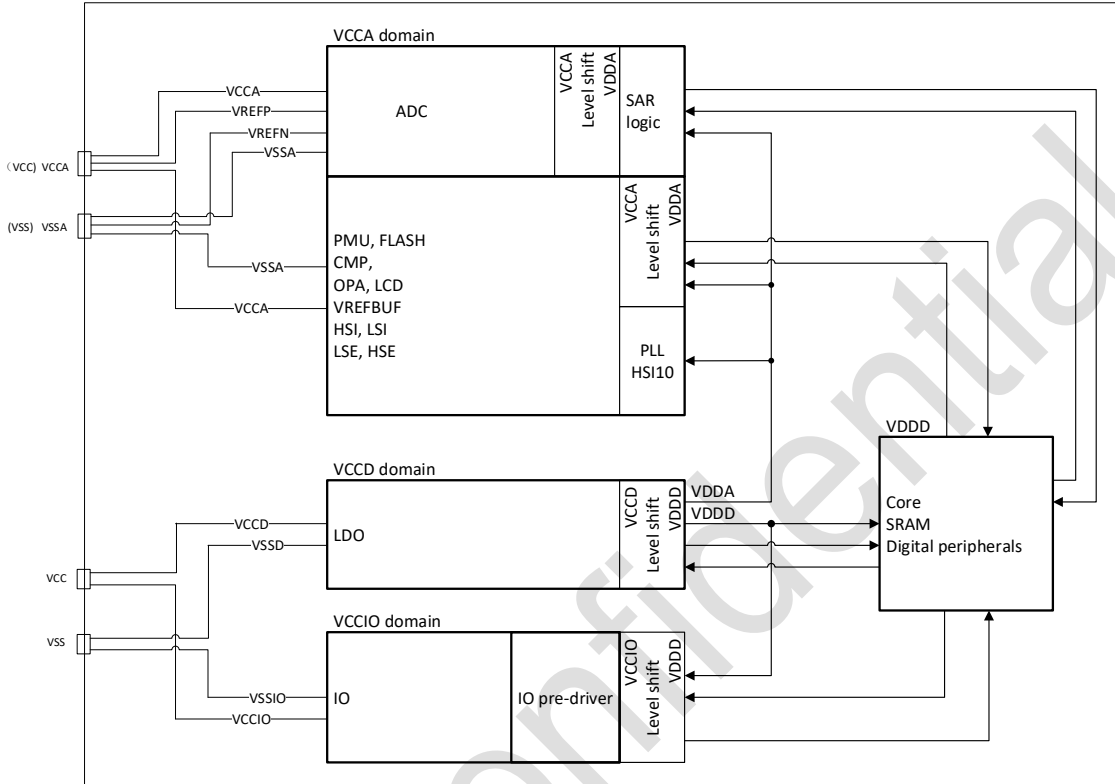 VCCA domain
VCCA
VREFP
VREFN
VSSA
ADC
VCCA
Level shift
VDDA
SAR
logic
（VCC) VCCA
(VSS) VSSA
VSSA
VCCA
PMU, FLASH
CMP,
OPA, LCD
VREFBUF
HSI, LSI
LSE, HSE
VCCA
Level shift
VDDA
PLL
HSI10
VDDD
Core
SRAM
Digital peripherals
VCCD domain
VCCD
VSSD
LDO
VCCD
Level shift
VDDD
VDDA
VDDD
VCC
VSS
VCCIO domain
VSSIO
VCCIO
IO
IO pre-driver
VCCIO
Level shift
VDDD
onfidential